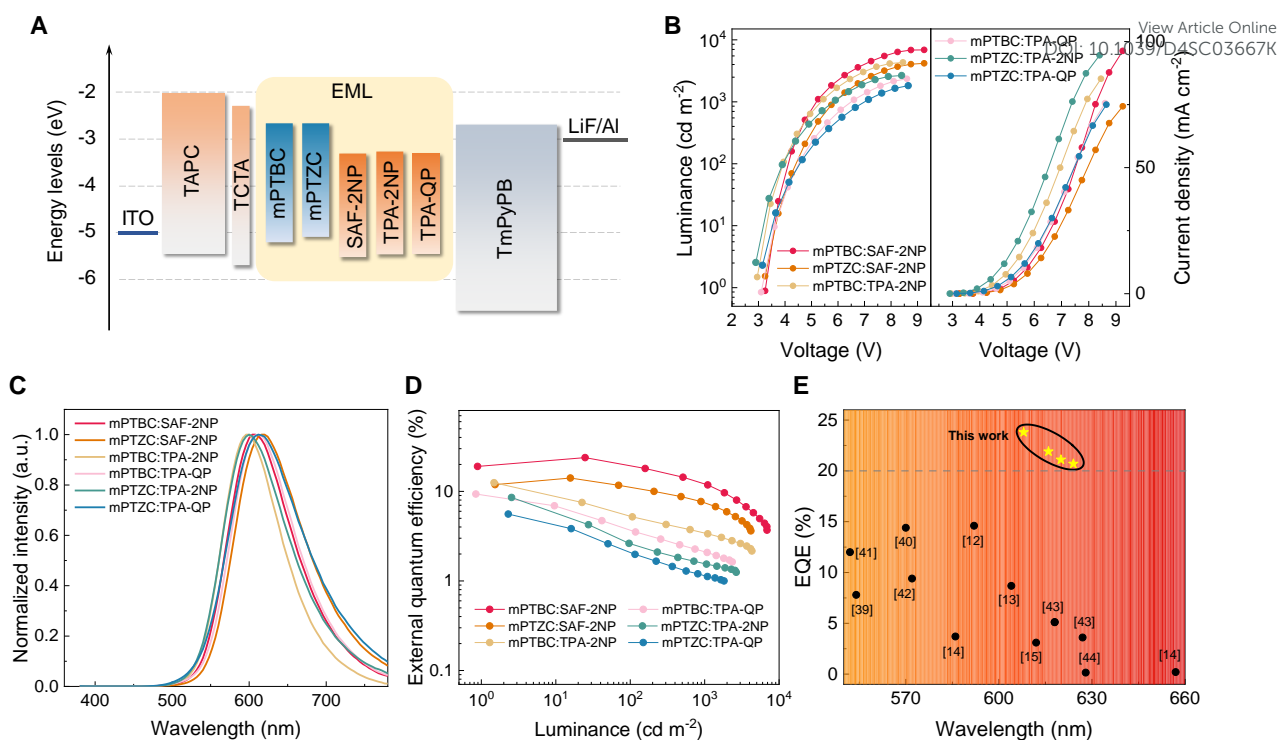 A
Energy levels (eV)
-2
-3
-4
-5
-6
ITO
TAPC
TCTA
EML
mPTBC
mPTZC
SAF-2NP
TPA-2NP
TPA-QP
TmPyPB
LiF/Al
B
View Article Online
DOI: 10.1039/D4SC03667K
Luminance (cd m⁻²)
10⁴
10³
10²
10¹
10⁰
mPTBC:SAF-2NP
mPTZC:SAF-2NP
mPTBC:TPA-2NP
2 3 4 5 6 7 8 9
Voltage (V)
mPTBC:TPA-QP
mPTZC:TPA-2NP
mPTZC:TPA-QP
3 4 5 6 7 8 9
Voltage (V)
100
50
0
Current density (mA cm⁻²)
C
Normalized intensity (a.u.)
1.0
0.8
0.6
0.4
0.2
0.0
mPTBC:SAF-2NP
mPTZC:SAF-2NP
mPTBC:TPA-2NP
mPTBC:TPA-QP
mPTZC:TPA-2NP
mPTZC:TPA-QP
400 500 600 700
Wavelength (nm)
D
External quantum efficiency (%)
10
1
0.1
mPTBC:SAF-2NP mPTBC:TPA-QP
mPTZC:SAF-2NP mPTZC:TPA-2NP
mPTBC:TPA-2NP mPTZC:TPA-QP
10⁰ 10¹ 10² 10³
Luminance (cd m⁻²)
E
EQE (%)
25
20
15
10
5
0
This work
[41]
[40]
[12]
[39]
[42]
[13]
[14]
[15]
[43]
[43]
[44]
[14]
570 600 630 660
Wavelength (nm)